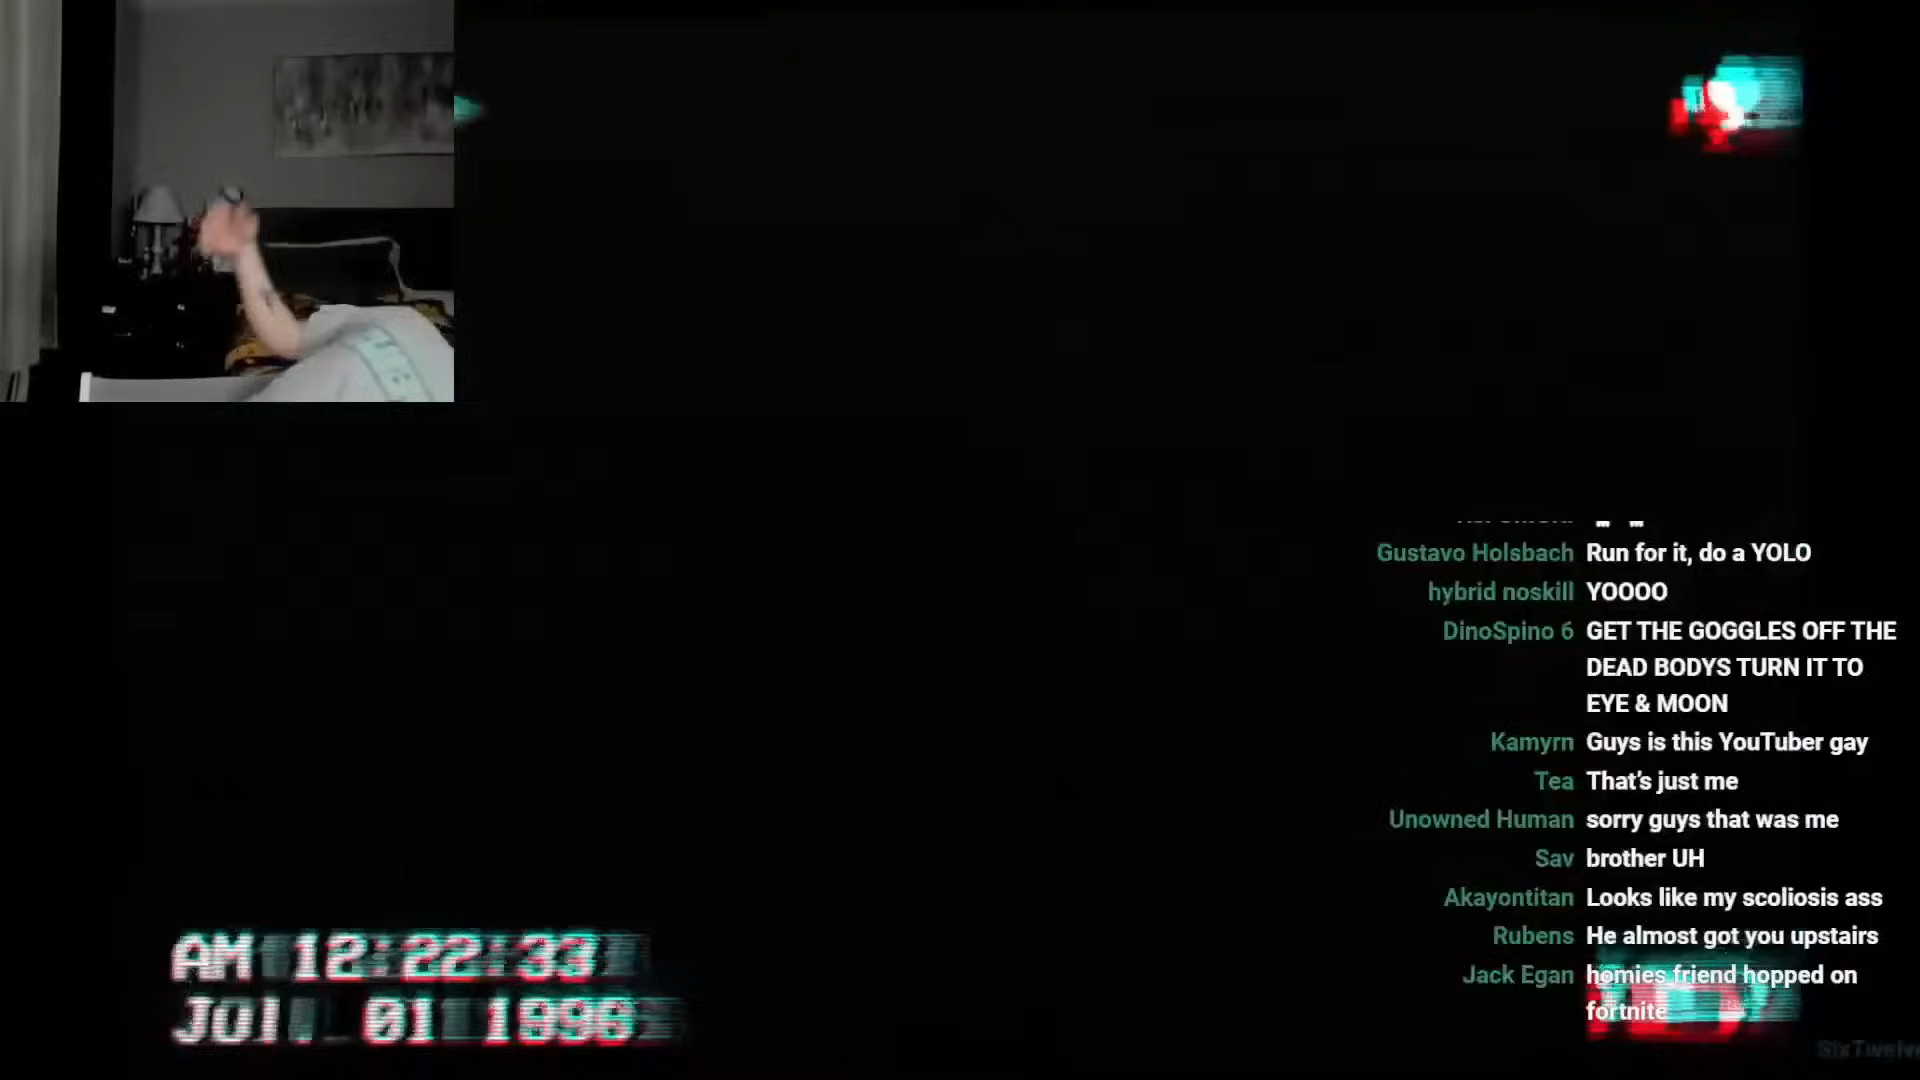 Gustavo Holsbach Run for it, do a YOLO
hybrid noskill YOOOO
DinoSpino 6 GET THE GOGGLES OFF THE
DEAD BODYS TURN IT TO
EYE & MOON
Kamyrn Guys is this YouTuber gay
Tea That's just me
Unowned Human sorry guys that was me
Sav brother UH
Akayontitan Looks like my scoliosis ass
Rubens He almost got you upstairs
Jack Egan homies friend hopped on
fortnite
AM 12:22:33
01 1996
SixTwelve